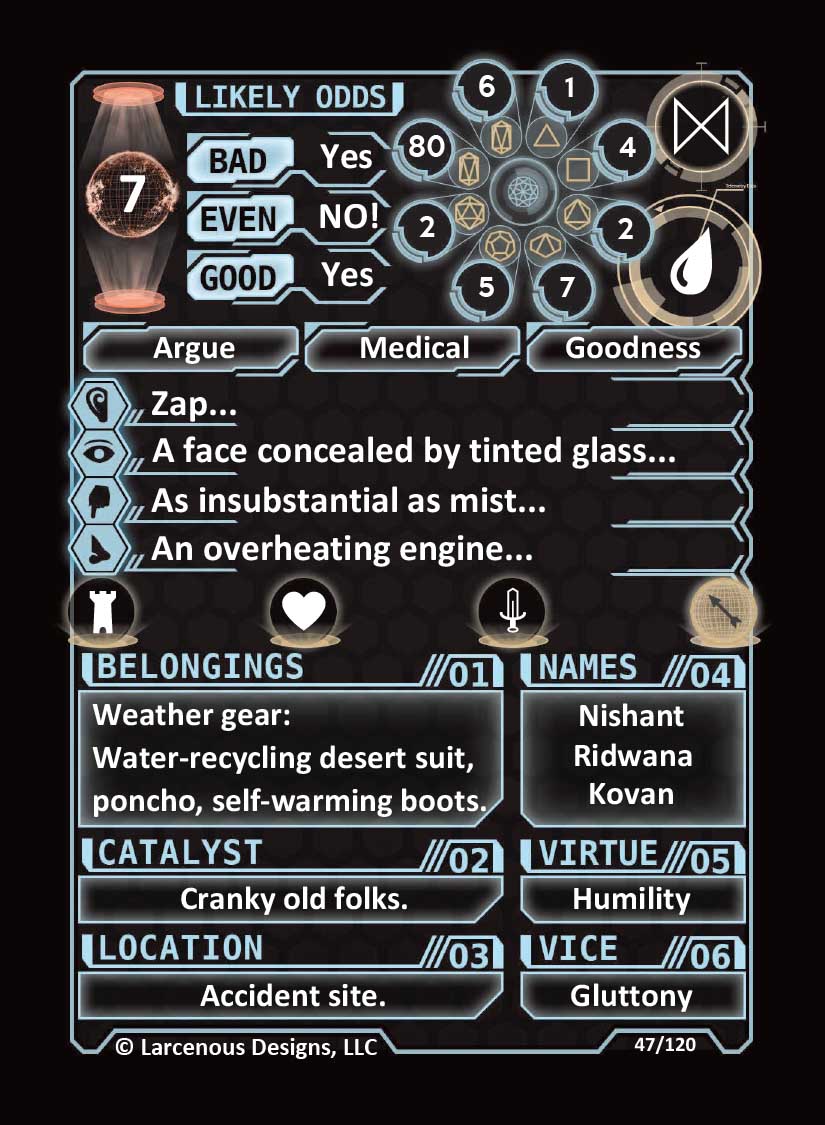 LIKELY ODDS
7
BAD Yes
EVEN NO!
GOOD Yes
6 1
80 4
2 2
5 7
Argue Medical Goodness
Zap...
A face concealed by tinted glass...
As insubstantial as mist...
An overheating engine...
BELONGINGS ///01
Weather gear:
Water-recycling desert suit,
poncho, self-warming boots.
NAMES ///04
Nishant
Ridwana
Kovan
CATALYST ///02
Cranky old folks.
VIRTUE ///05
Humility
LOCATION ///03
Accident site.
VICE ///06
Gluttony
© Larcenous Designs, LLC
47/120